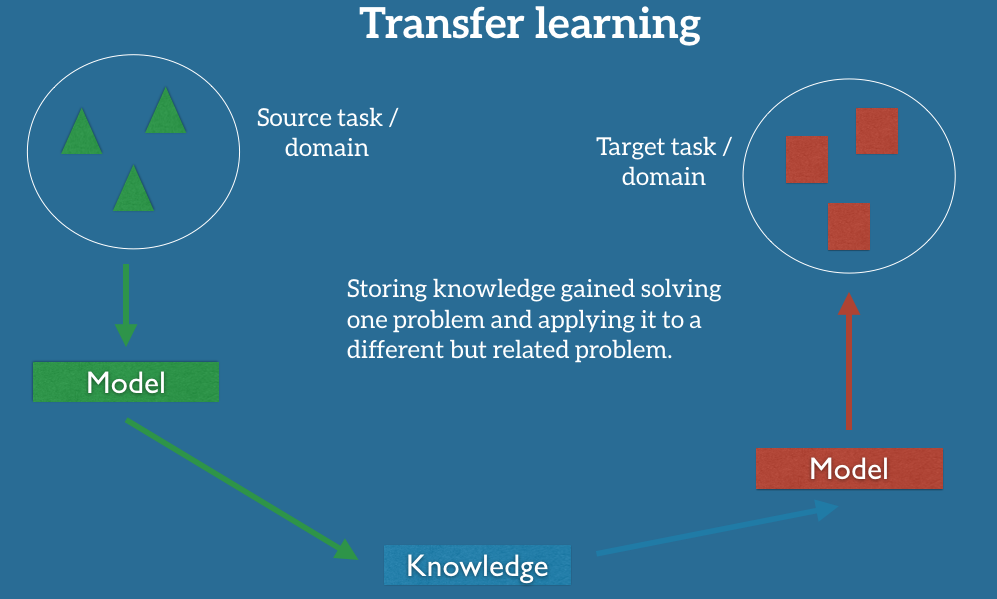 Transfer learning
Source task /
domain
Target task /
domain
Storing knowledge gained solving
one problem and applying it to a
different but related problem.
Model
Model
Knowledge